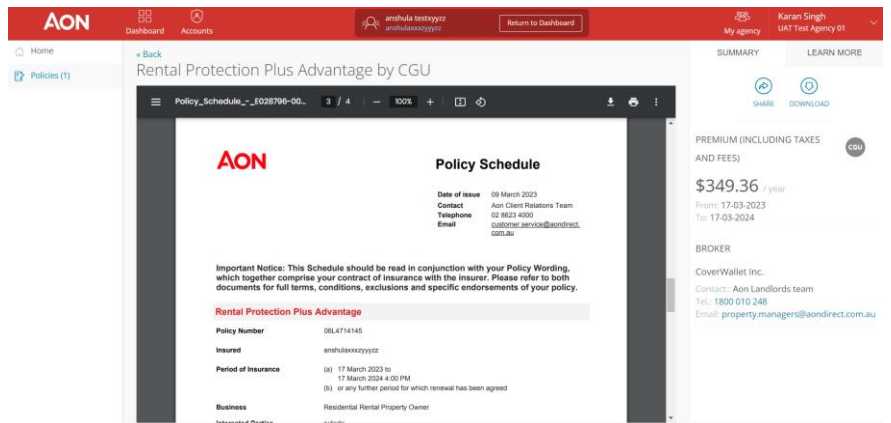 AON
Dashboard
Accounts
anshula testxyyzz
anshulaxxzyyyzz
Return to Dashboard
My agency
Karan Singh
UAT Test Agency 01
Home
Policies (1)
« Back
Rental Protection Plus Advantage by CGU
Policy_Schedule_-_E028796-00...
3 / 4
100%
AON
Policy Schedule
Date of issue 09 March 2023
Contact Aon Client Relations Team
Telephone 02 8623 4000
Email customer.service@aondirect.
com.au
Important Notice: This Schedule should be read in conjunction with your Policy Wording,
which together comprise your contract of insurance with the insurer. Please refer to both
documents for full terms, conditions, exclusions and specific endorsements of your policy.
Rental Protection Plus Advantage
Policy Number 06L4714145
Insured anshulaxxxzyyyzz
Period of Insurance (a) 17 March 2023 to
17 March 2024 4:00 PM
(b) or any further period for which renewal has been agreed
Business Residential Rental Property Owner
SUMMARY
LEARN MORE
SHARE
DOWNLOAD
PREMIUM (INCLUDING TAXES
AND FEES)
CGU
$349.36 / year
From: 17-03-2023
To: 17-03-2024
BROKER
CoverWallet Inc.
Contact.: Aon Landlords team
Tel.: 1800 010 248
Email: property.managers@aondirect.com.au